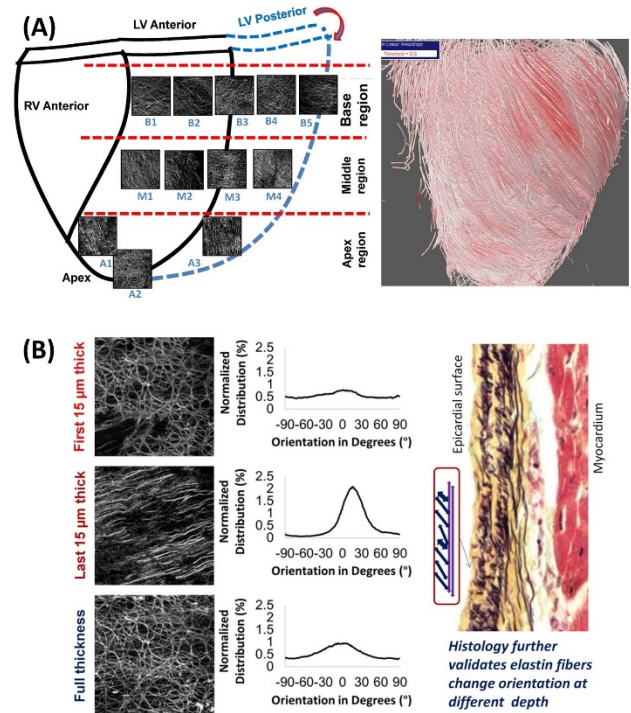 (A)
LV Anterior
LV Posterior
RV Anterior
B1 B2 B3 B4 B5
Base
region
M1 M2 M3 M4
Middle
region
A1
A2
A3
Apex
Apex
region
Linear Anisotropy
Threshold = 0.8
(B)
First 15 µm thick
Normalized
Distribution (%)
2.5
2
1.5
1
0.5
0
-90 -60 -30 0 30 60 90
Orientation in Degrees (°)
Last 15 µm thick
Normalized
Distribution (%)
2.5
2
1.5
1
0.5
0
-90 -60 -30 0 30 60 90
Orientation in Degrees (°)
Full thickness
Normalized
Distribution (%)
2.5
2
1.5
1
0.5
0
-90 -60 -30 0 30 60 90
Orientation in Degrees (°)
Epicardial surface
Myocardium
Histology further
validates elastin fibers
change orientation at
different depth